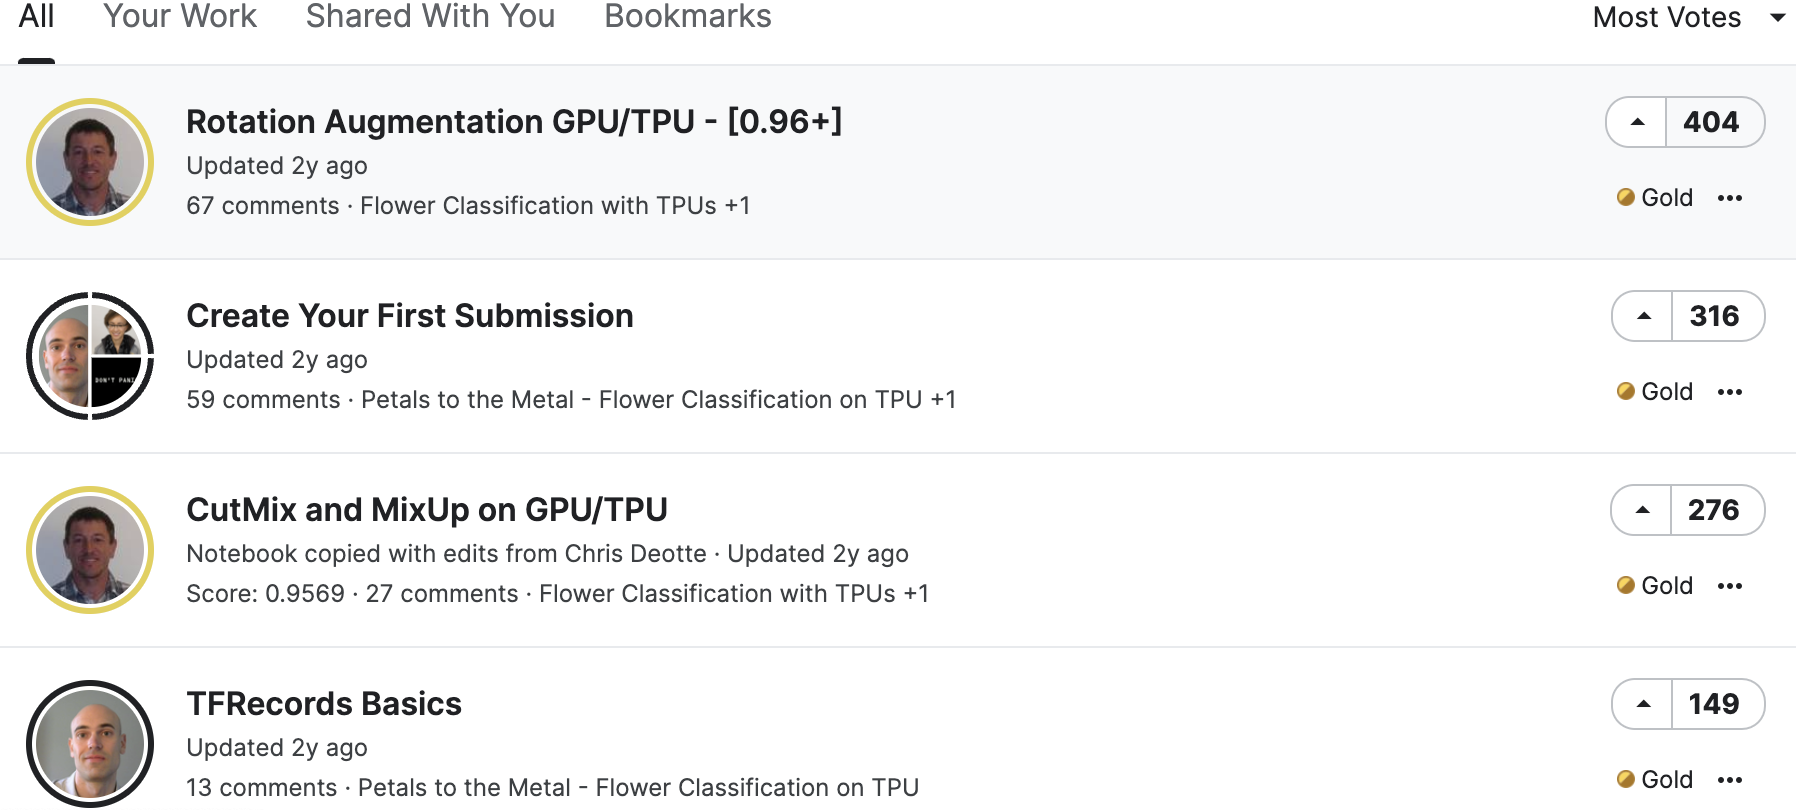 All Your Work Shared With You Bookmarks Most Votes
Rotation Augmentation GPU/TPU - [0.96+] 404
Updated 2y ago
67 comments · Flower Classification with TPUs +1 Gold
Create Your First Submission 316
Updated 2y ago
59 comments · Petals to the Metal - Flower Classification on TPU +1 Gold
DON'T PANI
CutMix and MixUp on GPU/TPU 276
Notebook copied with edits from Chris Deotte · Updated 2y ago
Score: 0.9569 · 27 comments · Flower Classification with TPUs +1 Gold
TFRecords Basics 149
Updated 2y ago
13 comments · Petals to the Metal - Flower Classification on TPU Gold